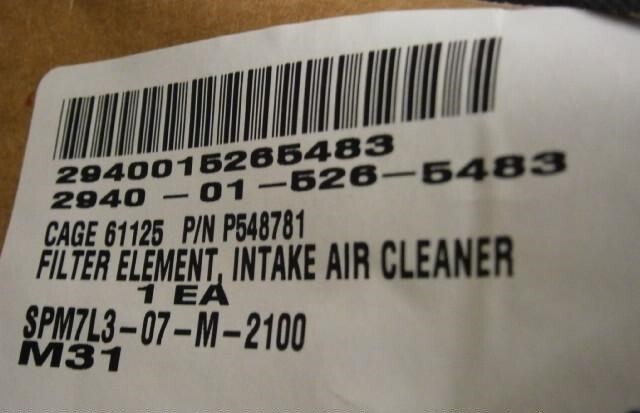 2940015265483
2940-01-526-5483
CAGE 61125 P/N P548781
FILTER ELEMENT, INTAKE AIR CLEANER
1 EA
SPM7L3-07-M-2100
M31